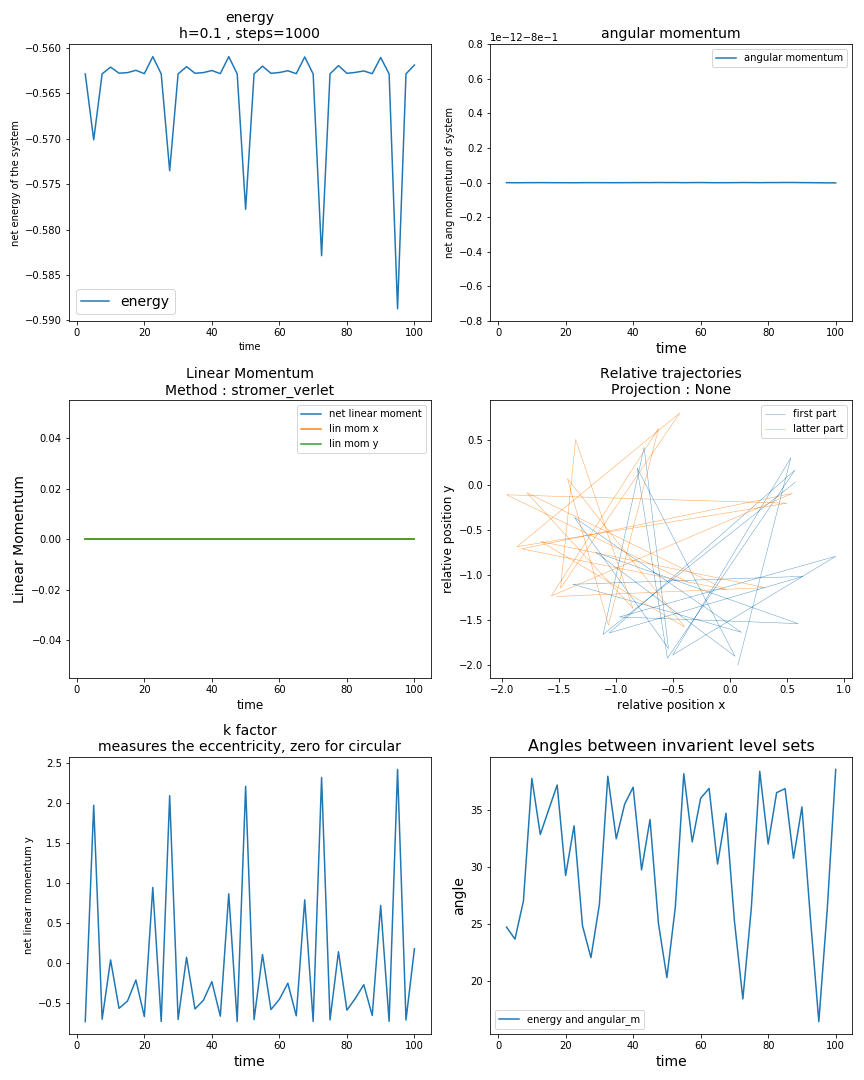 energy
h=0.1 , steps=1000
−0.560
−0.565
−0.570
−0.575
−0.580
−0.585
−0.590
net energy of the system
energy
0
20
40
60
80
100
time
angular momentum
1e−12−8e−1
0.8
0.6
0.4
0.2
−0.0
−0.2
−0.4
−0.6
−0.8
net ang momentum of system
angular momentum
0
20
40
60
80
100
time
Linear Momentum
Method : stromer_verlet
0.04
0.02
0.00
−0.02
−0.04
Linear Momentum
net linear moment
lin mom x
lin mom y
0
20
40
60
80
100
time
Relative trajectories
Projection : None
0.5
0.0
−0.5
−1.0
−1.5
−2.0
relative position y
first part
latter part
−2.0
−1.5
−1.0
−0.5
0.0
0.5
1.0
relative position x
k factor
measures the eccentricity, zero for circular
2.5
2.0
1.5
1.0
0.5
0.0
−0.5
net linear momentum y
0
20
40
60
80
100
time
Angles between invarient level sets
35
30
25
20
angle
energy and angular_m
0
20
40
60
80
100
time